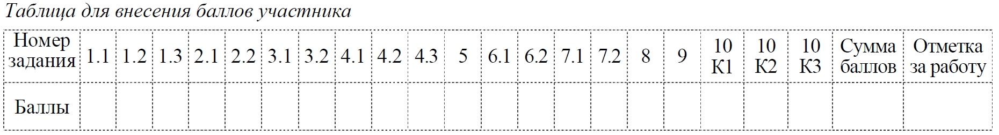 Таблица для внесения баллов участника
Номер задания 1.1 1.2 1.3 2.1 2.2 3.1 3.2 4.1 4.2 4.3 5 6.1 6.2 7.1 7.2 8 9 10 К1 10 К2 10 К3 Сумма баллов Отметка за работу
Баллы